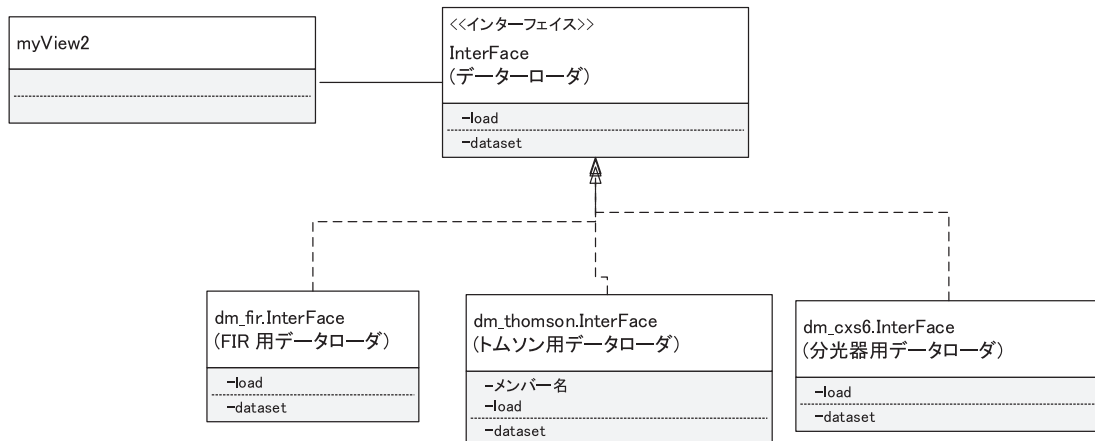 myView2
<<インターフェイス>>
InterFace
(データーローダ)
-load
-dataset
dm_fir.InterFace
(FIR 用データローダ)
-load
-dataset
dm_thomson.InterFace
(トムソン用データローダ)
-メンバー名
-load
-dataset
dm_cxs6.InterFace
(分光器用データローダ)
-load
-dataset